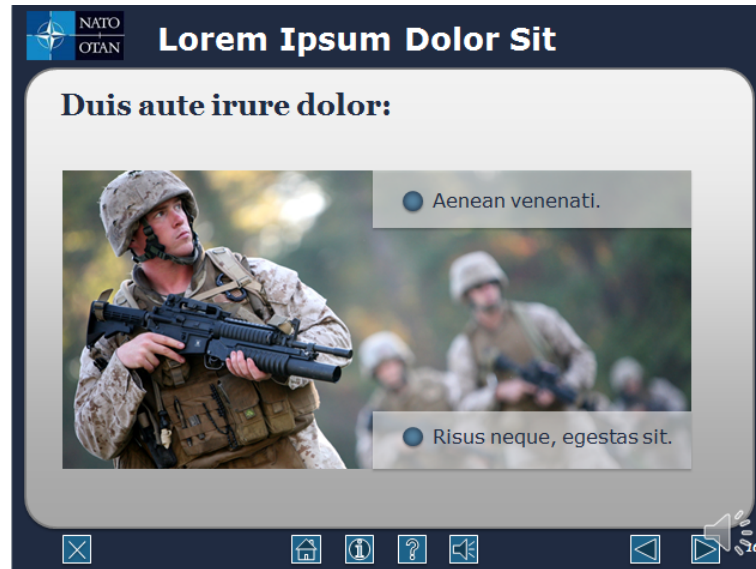 NATO
OTAN
Lorem Ipsum Dolor Sit
Duis aute irure dolor:
Aenean venenati.
Risus neque, egestas sit.